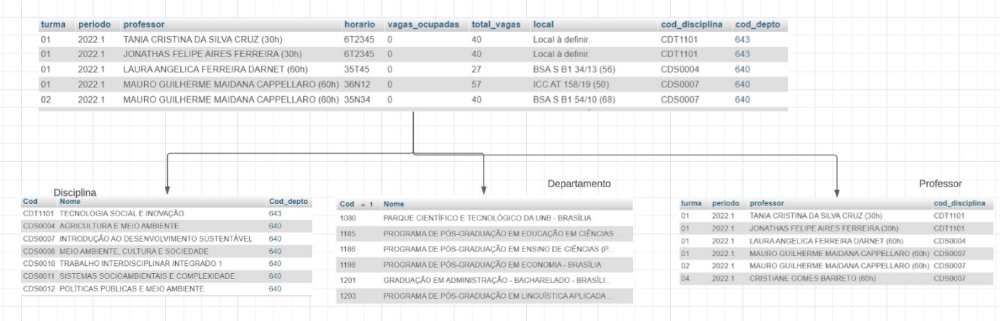 turma periodo professor horario vagas_ocupadas total_vagas local cod_disciplina cod_depto
01 2022.1 TANIA CRISTINA DA SILVA CRUZ (30h) 6T2345 0 40 Local à definir. CDT1101 643
01 2022.1 JONATHAS FELIPE AIRES FERREIRA (30h) 6T2345 0 40 Local à definir. CDT1101 643
01 2022.1 LAURA ANGELICA FERREIRA DARNET (60h) 35T45 0 27 BSA S B1 34/13 (56) CDS0004 640
01 2022.1 MAURO GUILHERME MAIDANA CAPPELLARO (60h) 36N12 0 57 ICC AT 158/19 (50) CDS0007 640
02 2022.1 MAURO GUILHERME MAIDANA CAPPELLARO (60h) 35N34 0 40 BSA S B1 54/10 (68) CDS0007 640
Disciplina
Cod Nome Cod_depto
CDT1101 TECNOLOGIA SOCIAL E INOVAÇÃO 643
CDS0004 AGRICULTURA E MEIO AMBIENTE 640
CDS0007 INTRODUÇÃO AO DESENVOLVIMENTO SUSTENTÁVEL 640
CDS0008 MEIO AMBIENTE, CULTURA E SOCIEDADE 640
CDS0010 TRABALHO INTERDISCIPLINAR INTEGRADO 1 640
CDS0011 SISTEMAS SOCIOAMBIENTAIS E COMPLEXIDADE 640
CDS0012 POLÍTICAS PÚBLICAS E MEIO AMBIENTE 640
Departamento
Cod 1 Nome
1080 PARQUE CIENTÍFICO E TECNOLÓGICO DA UNB - BRASÍLIA
1185 PROGRAMA DE PÓS-GRADUAÇÃO EM EDUCAÇÃO EM CIÊNCIAS ...
1186 PROGRAMA DE PÓS-GRADUAÇÃO EM ENSINO DE CIÊNCIAS (P...
1198 PROGRAMA DE PÓS-GRADUAÇÃO EM ECONOMIA - BRASÍLIA
1201 GRADUAÇÃO EM ADMINISTRAÇÃO - BACHARELADO - BRASÍLI...
1203 PROGRAMA DE PÓS-GRADUAÇÃO EM LINGUÍSTICA APLICADA ...
Professor
turma periodo professor cod_disciplina
01 2022.1 TANIA CRISTINA DA SILVA CRUZ (30h) CDT1101
01 2022.1 JONATHAS FELIPE AIRES FERREIRA (30h) CDT1101
01 2022.1 LAURA ANGELICA FERREIRA DARNET (60h) CDS0004
01 2022.1 MAURO GUILHERME MAIDANA CAPPELLARO (60h) CDS0007
02 2022.1 MAURO GUILHERME MAIDANA CAPPELLARO (60h) CDS0007
04 2022.1 CRISTIANE GOMES BARRETO (60h) CDS0007